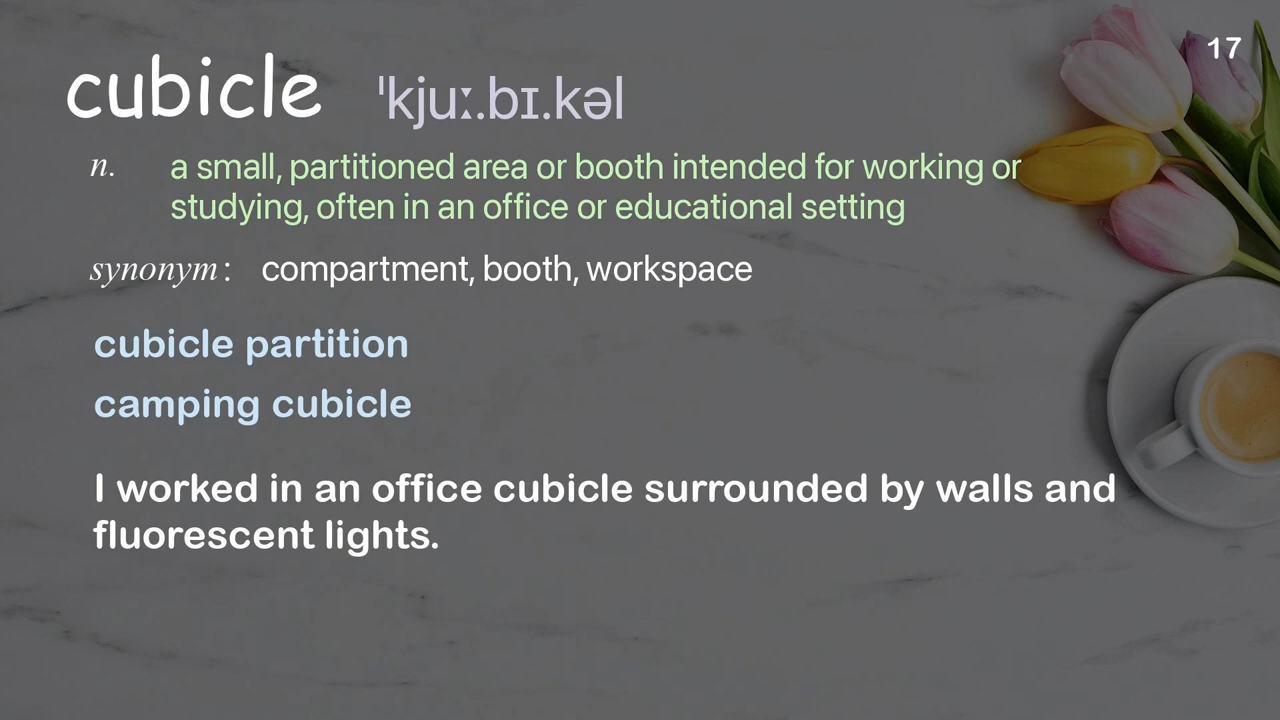 17
cubicle ˈkjuː.bɪ.kəl
n. a small, partitioned area or booth intended for working or
studying, often in an office or educational setting
synonym : compartment, booth, workspace
cubicle partition
camping cubicle
I worked in an office cubicle surrounded by walls and
fluorescent lights.